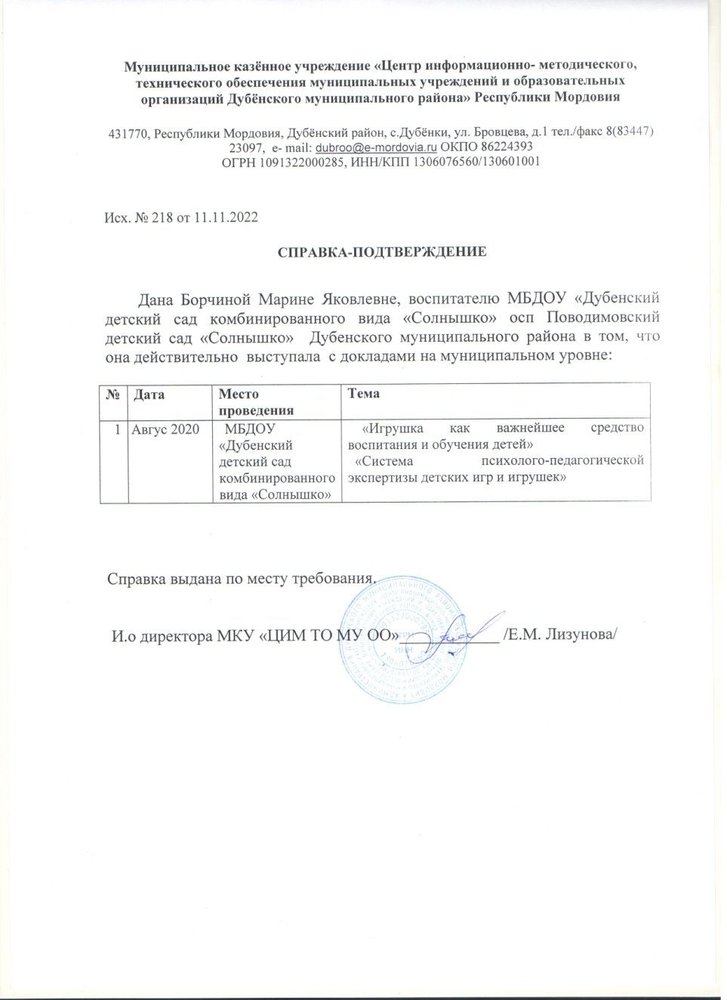 Муниципальное казённое учреждение «Центр информационно- методического,
технического обеспечения муниципальных учреждений и образовательных
организаций Дубёнского муниципального района» Республики Мордовия
431770, Республики Мордовия, Дубёнский район, с.Дубёнки, ул. Бровцева, д.1 тел./факс 8(83447)
23097, e- mail: dubroo@e-mordovia.ru ОКПО 86224393
ОГРН 1091322000285, ИНН/КПП 1306076560/130601001
Исх. № 218 от 11.11.2022
СПРАВКА-ПОДТВЕРЖДЕНИЕ
Дана Борчиной Марине Яковлевне, воспитателю МБДОУ «Дубенский
детский сад комбинированного вида «Солнышко» осп Поводимовский
детский сад «Солнышко» Дубенского муниципального района в том, что
она действительно выступала с докладами на муниципальном уровне:
№ Дата Место проведения Тема
1 Авгус 2020 МБДОУ
«Дубенский
детский сад
комбинированного
вида «Солнышко»
«Игрушка как важнейшее средство
воспитания и обучения детей»
«Система психолого-педагогической
экспертизы детских игр и игрушек»
Справка выдана по месту требования.
И.о директора МКУ «ЦИМ ТО МУ ОО»____________ /Е.М. Лизунова/
ОГРН
ИНН